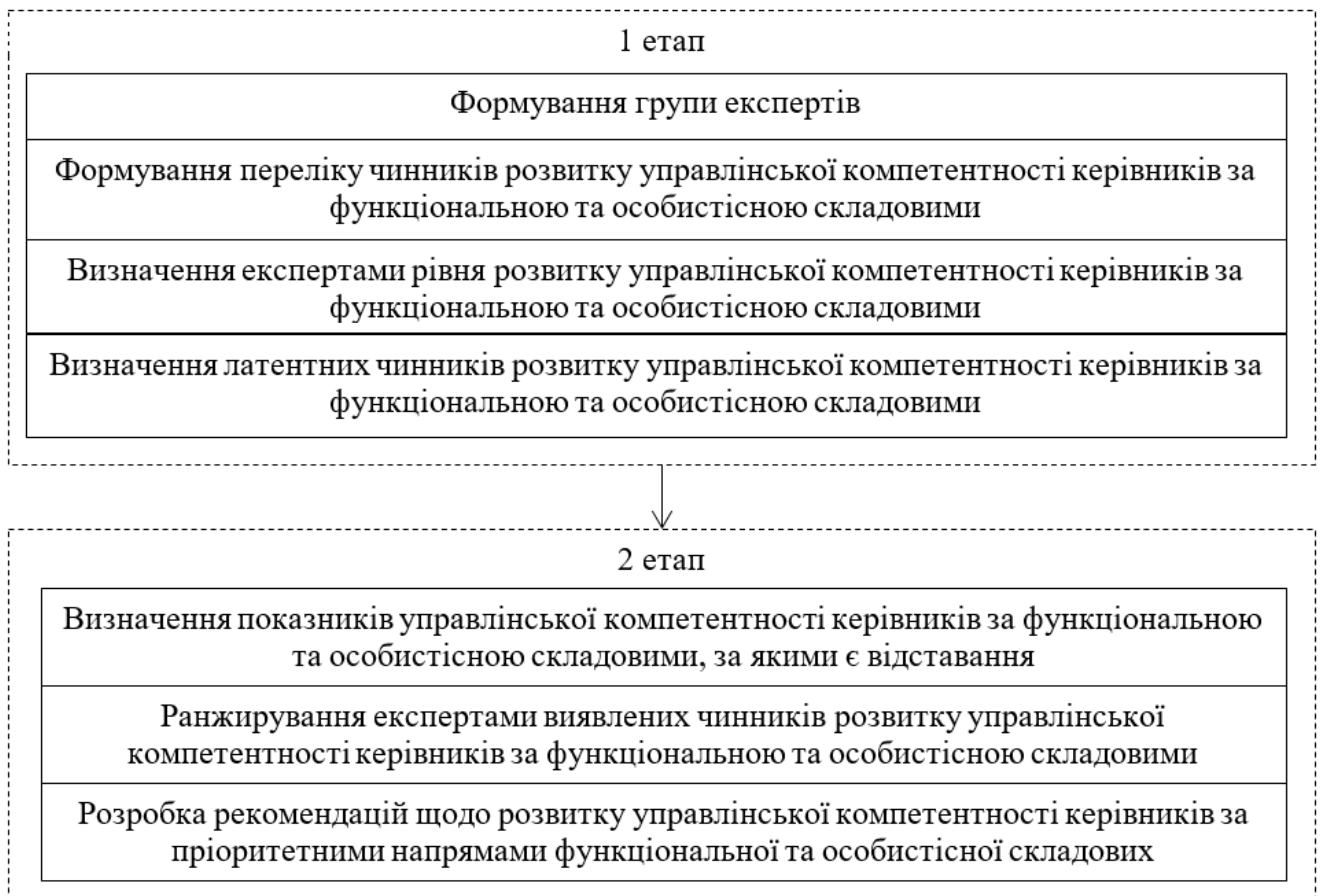 1 етап
Формування групи експертів
Формування переліку чинників розвитку управлінської компетентності керівників за
функціональною та особистісною складовими
Визначення експертами рівня розвитку управлінської компетентності керівників за
функціональною та особистісною складовими
Визначення латентних чинників розвитку управлінської компетентності керівників за
функціональною та особистісною складовими
2 етап
Визначення показників управлінської компетентності керівників за функціональною
та особистісною складовими, за якими є відставання
Ранжирування експертами виявлених чинників розвитку управлінської
компетентності керівників за функціональною та особистісною складовими
Розробка рекомендацій щодо розвитку управлінської компетентності керівників за
пріоритетними напрямами функціональної та особистісної складових